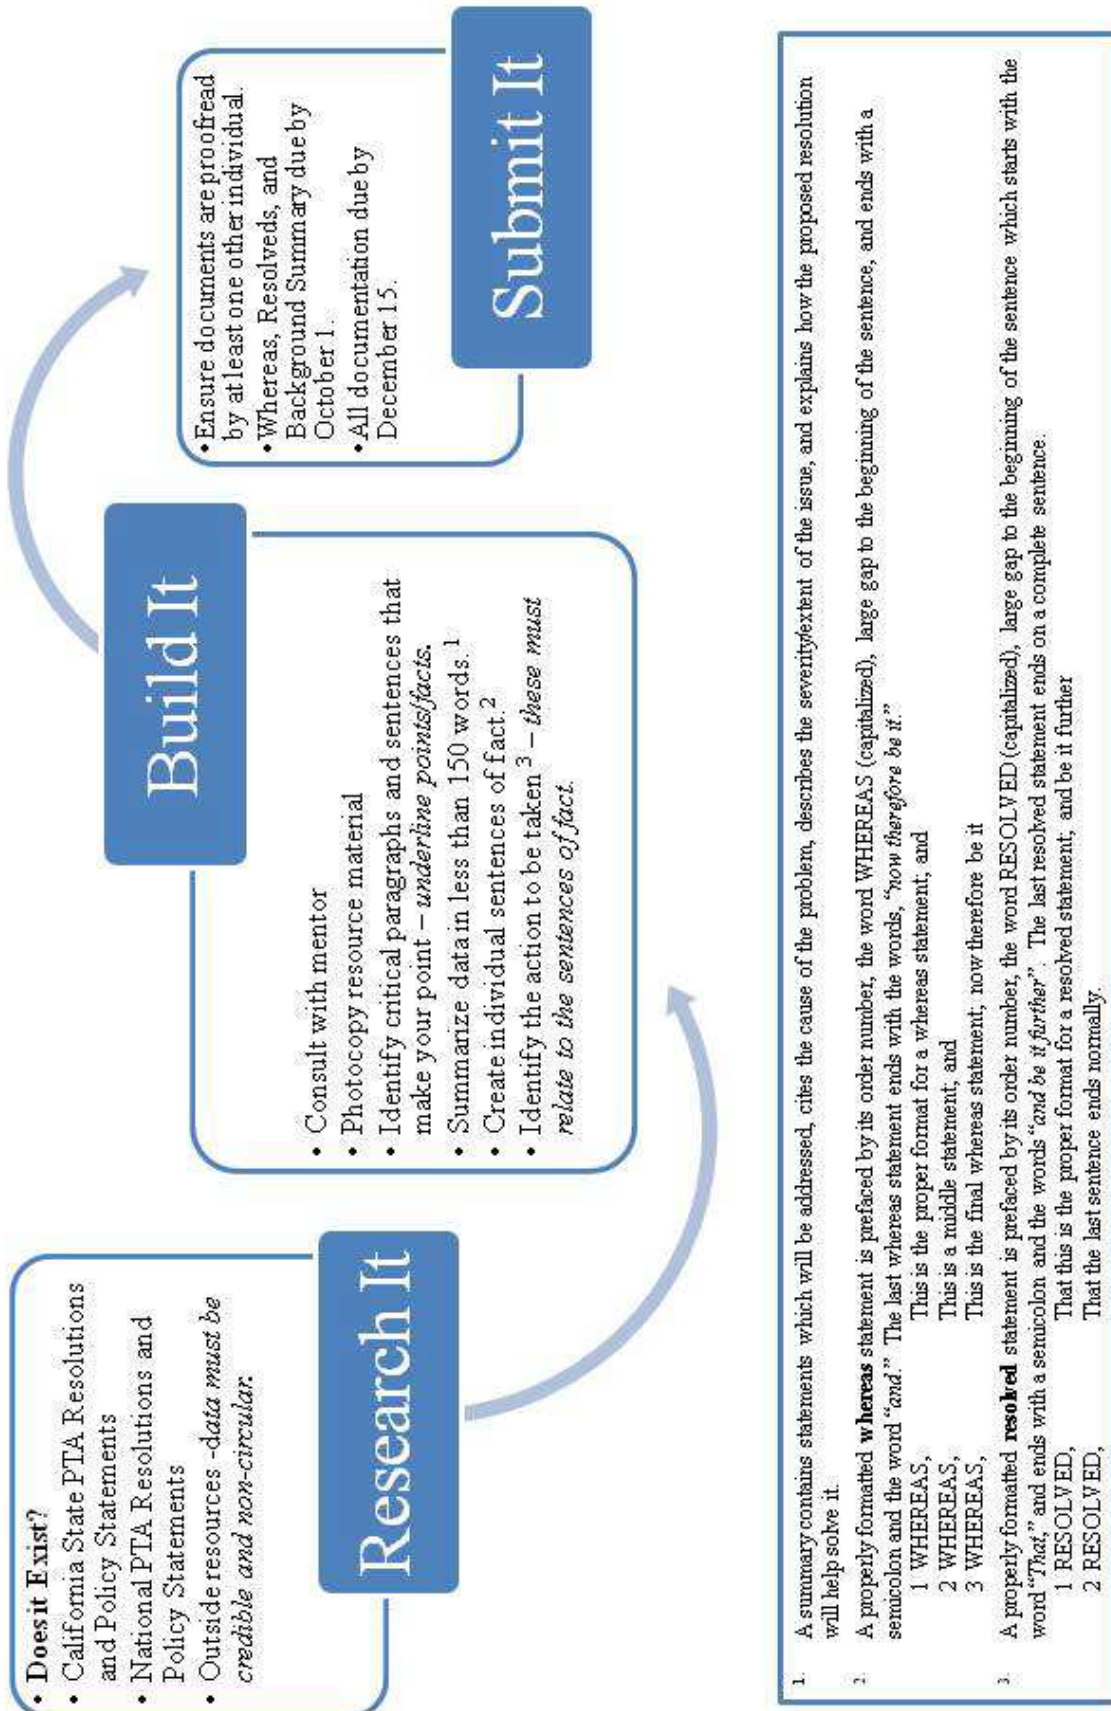 • Does it Exist?
• California State PTA Resolutions
and Policy Statements
• National PTA Resolutions and
Policy Statements
• Outside resources -data must be
credible and non-circular.
Research It
Build It
• Consult with mentor
• Photocopy resource material
• Identify critical paragraphs and sentences that
make your point – underline points/facts.
• Summarize data in less than 150 words. 1
• Create individual sentences of fact.2
• Identify the action to be taken 3 – these must
relate to the sentences of fact.
• Ensure documents are proofread
by at least one other individual.
• Whereas, Resolveds, and
Background Summary due by
October 1.
• All documentation due by
December 15.
Submit It
1. A summary contains statements which will be addressed, cites the cause of the problem, describes the severity/extent of the issue, and explains how the proposed resolution
will help solve it.
2. A properly formatted whereas statement is prefaced by its order number, the word WHEREAS (capitalized), large gap to the beginning of the sentence, and ends with a
semicolon and the word “and.” The last whereas statement ends with the words, “now therefore be it.”
1 WHEREAS, This is the proper format for a whereas statement; and
2 WHEREAS, This is a middle statement; and
3 WHEREAS, This is the final whereas statement; now therefore be it
3. A properly formatted resolved statement is prefaced by its order number, the word RESOLVED (capitalized), large gap to the beginning of the sentence which starts with the
word “That,” and ends with a semicolon and the words “and be it further”. The last resolved statement ends on a complete sentence.
1 RESOLVED, That this is the proper format for a resolved statement; and be it further
2 RESOLVED, That the last sentence ends normally.